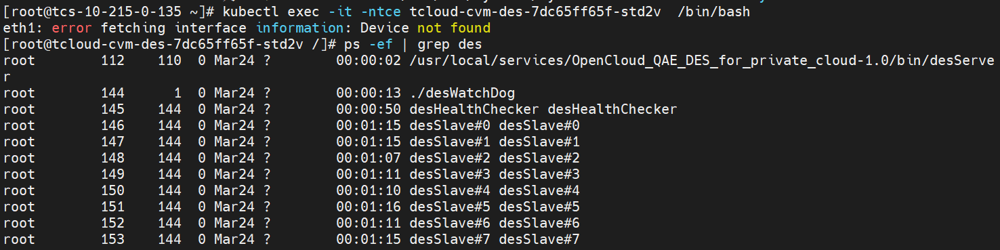 [root@tcs-10-215-0-135 ~]# kubectl exec -it -ntce tcloud-cvm-des-7dc65ff65f-std2v  /bin/bash
eth1: error fetching interface information: Device not found
[root@tcloud-cvm-des-7dc65ff65f-std2v /]# ps -ef | grep des
root        112    110  0 Mar24 ?        00:00:02 /usr/local/services/OpenCloud_QAE_DES_for_private_cloud-1.0/bin/desServe
r
root        144      1  0 Mar24 ?        00:00:13 ./desWatchDog
root        145    144  0 Mar24 ?        00:00:50 desHealthChecker desHealthChecker
root        146    144  0 Mar24 ?        00:01:15 desSlave#0 desSlave#0
root        147    144  0 Mar24 ?        00:01:15 desSlave#1 desSlave#1
root        148    144  0 Mar24 ?        00:01:07 desSlave#2 desSlave#2
root        149    144  0 Mar24 ?        00:01:11 desSlave#3 desSlave#3
root        150    144  0 Mar24 ?        00:01:10 desSlave#4 desSlave#4
root        151    144  0 Mar24 ?        00:01:16 desSlave#5 desSlave#5
root        152    144  0 Mar24 ?        00:01:11 desSlave#6 desSlave#6
root        153    144  0 Mar24 ?        00:01:15 desSlave#7 desSlave#7